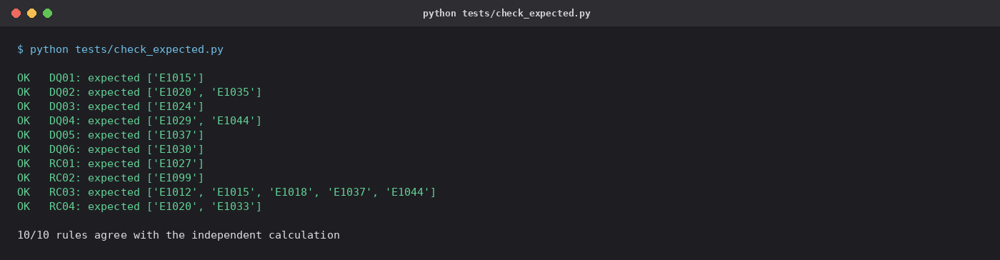 python tests/check_expected.py
$ python tests/check_expected.py
OK   DQ01: expected ['E1015']
OK   DQ02: expected ['E1020', 'E1035']
OK   DQ03: expected ['E1024']
OK   DQ04: expected ['E1029', 'E1044']
OK   DQ05: expected ['E1037']
OK   DQ06: expected ['E1030']
OK   RC01: expected ['E1027']
OK   RC02: expected ['E1099']
OK   RC03: expected ['E1012', 'E1015', 'E1018', 'E1037', 'E1044']
OK   RC04: expected ['E1020', 'E1033']
10/10 rules agree with the independent calculation